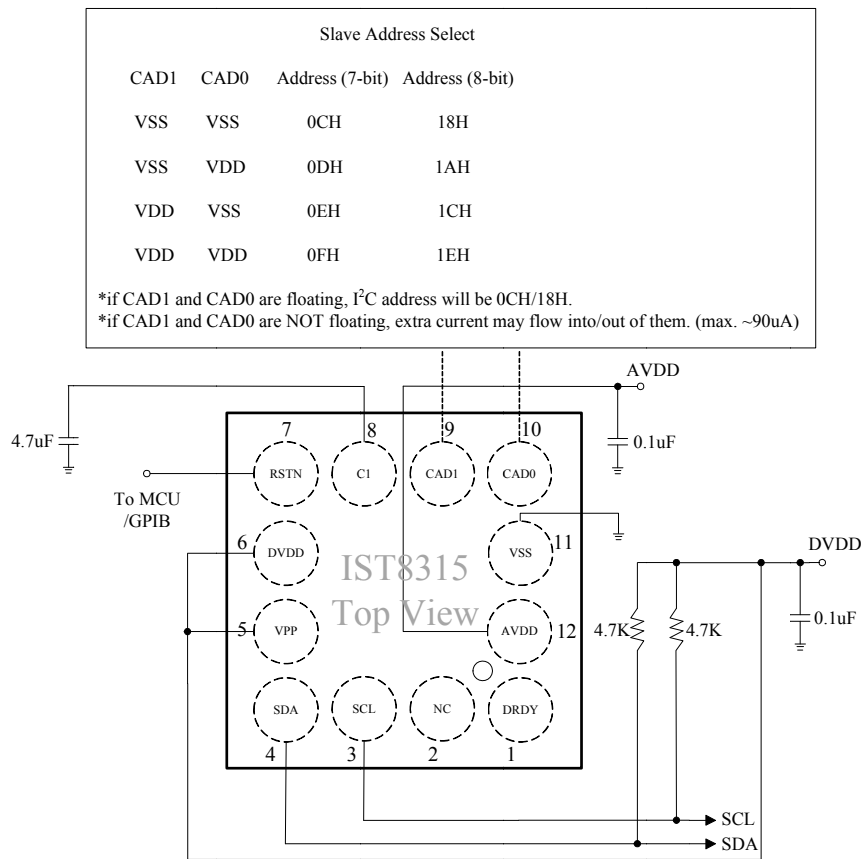 Slave Address Select
CAD1 CAD0 Address (7-bit) Address (8-bit)
VSS VSS 0CH 18H
VSS VDD 0DH 1AH
VDD VSS 0EH 1CH
VDD VDD 0FH 1EH
*if CAD1 and CAD0 are floating, I²C address will be 0CH/18H.
*if CAD1 and CAD0 are NOT floating, extra current may flow into/out of them. (max. ~90uA)
AVDD
4.7uF
0.1uF
7 8 9 10
RSTN C1 CAD1 CAD0
To MCU
/GPIB
6 DVDD
VSS 11
DVDD
IST8315
Top View
5 VPP
AVDD 12
4.7K 4.7K
0.1uF
SDA SCL NC DRDY
4 3 2 1
SCL
SDA